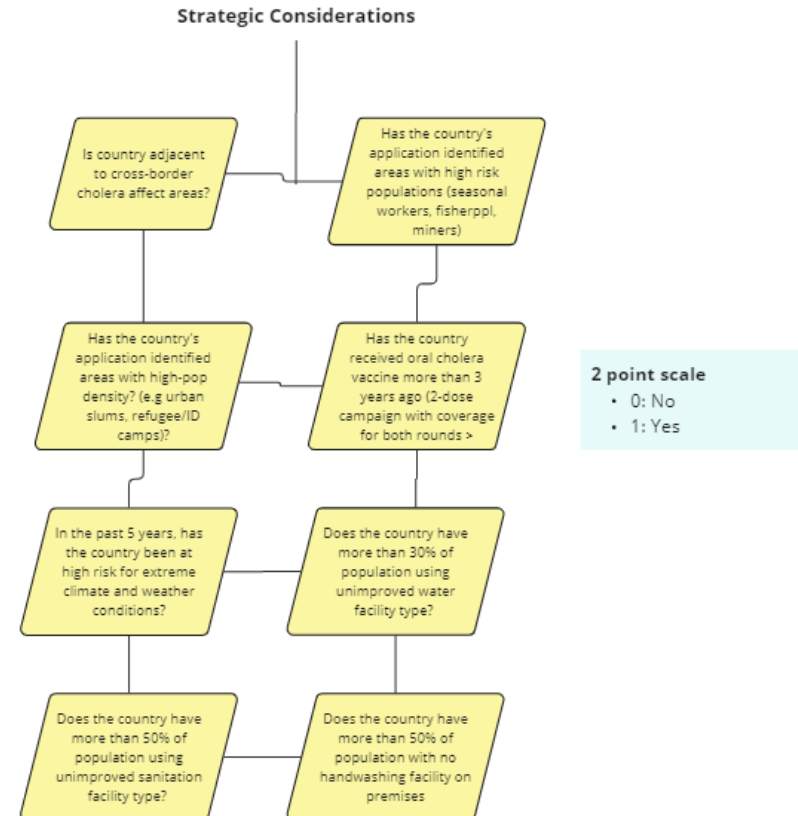 Strategic Considerations
Is country adjacent
to cross-border
cholera affect areas?
Has the country's
application identified
areas with high risk
populations (seasonal
workers, fisherppl,
miners)
Has the country's
application identified
areas with high-pop
density? (e.g urban
slums, refugee/ID
camps)?
Has the country
received oral cholera
vaccine more than 3
years ago (2-dose
campaign with coverage
for both rounds >
2 point scale
• 0: No
• 1: Yes
In the past 5 years, has
the country been at
high risk for extreme
climate and weather
conditions?
Does the country have
more than 30% of
population using
unimproved water
facility type?
Does the country have
more than 50% of
population using
unimproved sanitation
facility type?
Does the country have
more than 50% of
population with no
handwashing facility on
premises